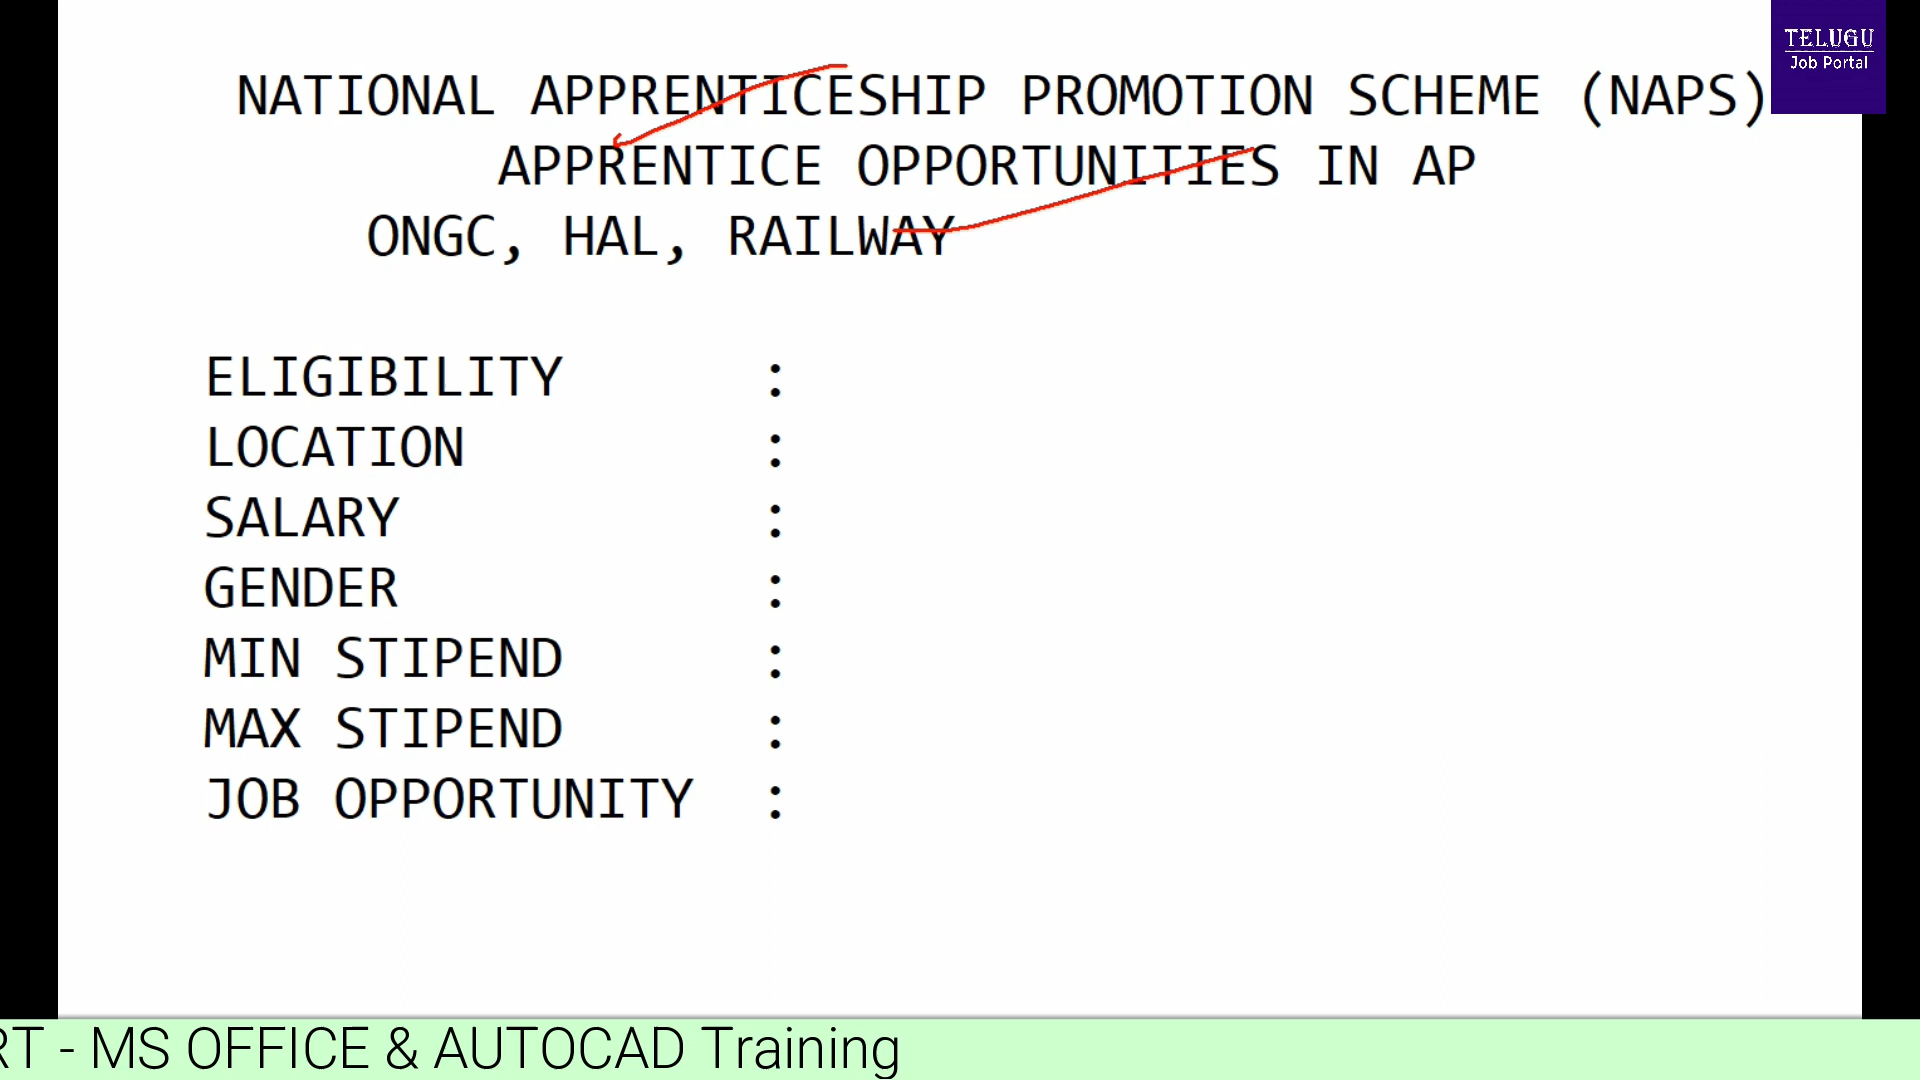 TELUGU
Job Portal
NATIONAL APPRENTICESHIP PROMOTION SCHEME (NAPS)
APPRENTICE OPPORTUNITIES IN AP
ONGC, HAL, RAILWAY
ELIGIBILITY :
LOCATION :
SALARY :
GENDER :
MIN STIPEND :
MAX STIPEND :
JOB OPPORTUNITY :
RT - MS OFFICE & AUTOCAD Training